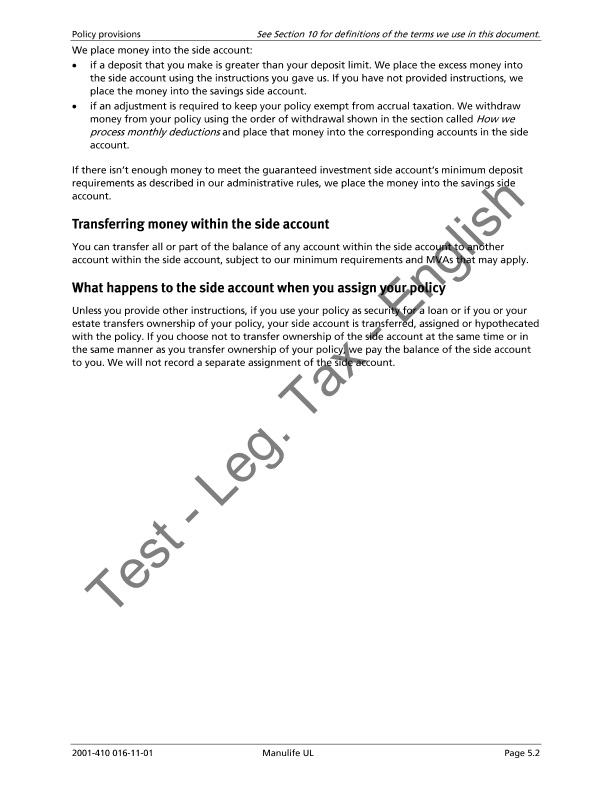 Policy provisions See Section 10 for definitions of the terms we use in this document.
We place money into the side account:
• if a deposit that you make is greater than your deposit limit. We place the excess money into
the side account using the instructions you gave us. If you have not provided instructions, we
place the money into the savings side account.
• if an adjustment is required to keep your policy exempt from accrual taxation. We withdraw
money from your policy using the order of withdrawal shown in the section called How we
process monthly deductions and place that money into the corresponding accounts in the side
account.
If there isn't enough money to meet the guaranteed investment side account's minimum deposit
requirements as described in our administrative rules, we place the money into the savings side
account.
Transferring money within the side account
You can transfer all or part of the balance of any account within the side account to another
account within the side account, subject to our minimum requirements and MVAs that may apply.
What happens to the side account when you assign your policy
Unless you provide other instructions, if you use your policy as security for a loan or if you or your
estate transfers ownership of your policy, your side account is transferred, assigned or hypothecated
with the policy. If you choose not to transfer ownership of the side account at the same time or in
the same manner as you transfer ownership of your policy, we pay the balance of the side account
to you. We will not record a separate assignment of the side account.
Test - Leg. Tax - English
2001-410 016-11-01 Manulife UL Page 5.2